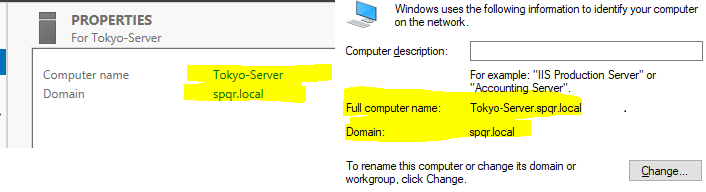 PROPERTIES
For Tokyo-Server
Computer name Tokyo-Server
Domain spqr.local
Windows uses the following information to identify your computer
on the network.
Computer description:
For example: "IIS Production Server" or
"Accounting Server".
Full computer name: Tokyo-Server.spqr.local
Domain: spqr.local
To rename this computer or change its domain or
workgroup, click Change.
Change...